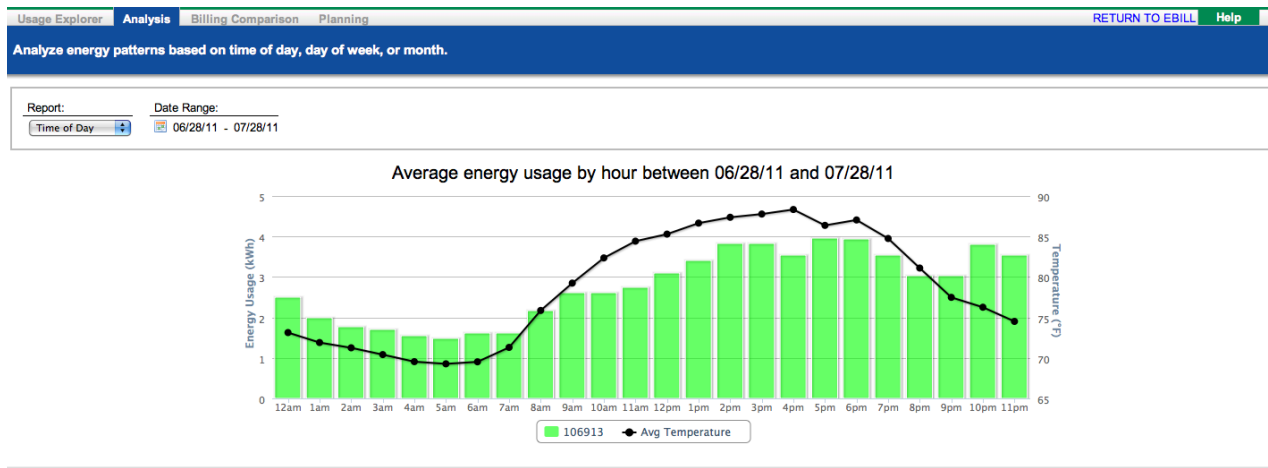 Usage Explorer Analysis Billing Comparison Planning RETURN TO EBILL Help
Analyze energy patterns based on time of day, day of week, or month.
Report: Date Range:
Time of Day 06/28/11 - 07/28/11
Average energy usage by hour between 06/28/11 and 07/28/11
Energy Usage (kWh)
5
4
3
2
1
0
90
85
80
75
70
65
Temperature (°F)
12am 1am 2am 3am 4am 5am 6am 7am 8am 9am 10am 11am 12pm 1pm 2pm 3pm 4pm 5pm 6pm 7pm 8pm 9pm 10pm 11pm
106913 Avg Temperature